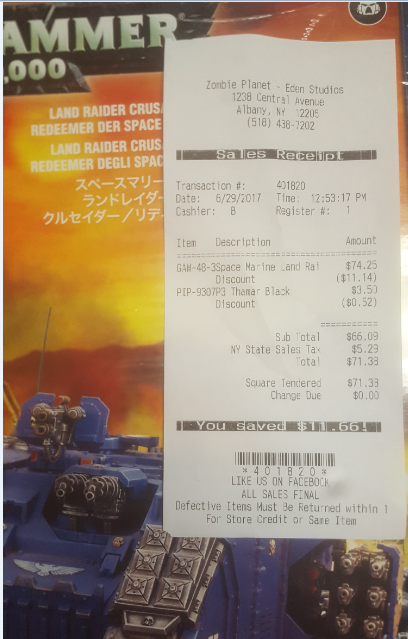 AMMER
,000
LAND RAIDER CRUSA
REDEEMER DER SPACE
LAND RAIDER CRUSA
REDEEMER DEGLI SPAC
スペースマリー
ランドレイダー
クルセイダー/リデ
Zombie Planet - Eden Studios
1238 Central Avenue
Albany, NY 12205
(518) 438-7202
Sales Receipt
Transaction #: 401820
Date: 6/29/2017 Time: 12:53:17 PM
Cashier: B Register #: 1
Item Description Amount
GAW-48-3Space Marine Land Rai $74.25
Discount ($11.14)
PIP-9307P3 Thamar Black $3.50
Discount ($0.52)
Sub Total $66.09
NY State Sales Tax $5.29
Total $71.38
Square Tendered $71.38
Change Due $0.00
You saved $11.66!
*401820*
LIKE US ON FACEBOOK
ALL SALES FINAL
Defective Items Must Be Returned within 1
For Store Credit or Same Item